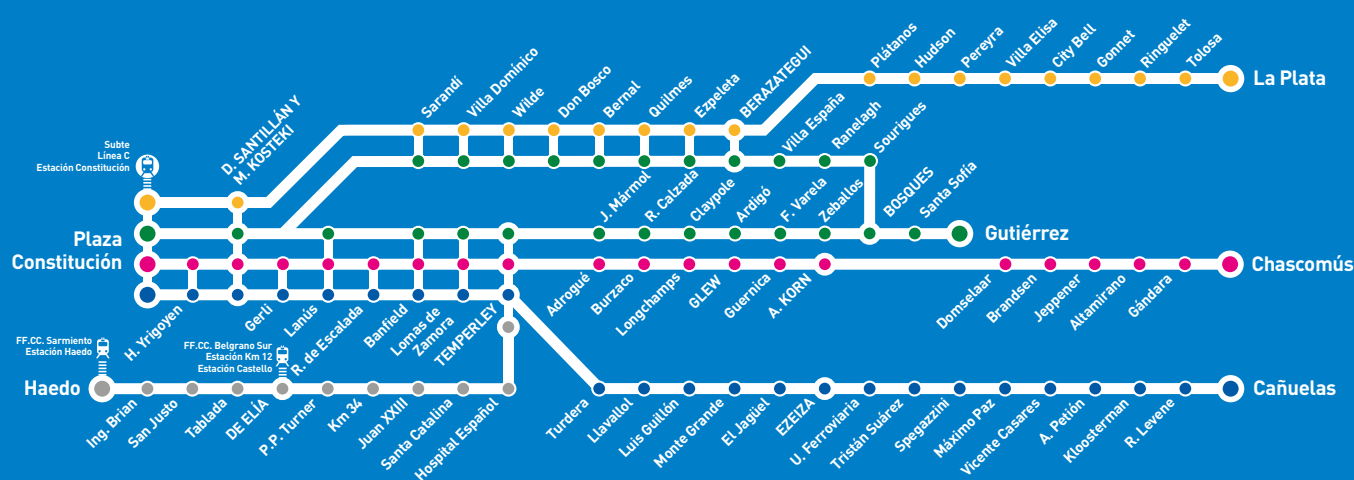 Plátanos
Hudson
Pereyra
Villa Elisa
City Bell
Gonnet
Ringuelet
Tolosa
La Plata
Sarandí
Villa Domínico
Wilde
Don Bosco
Bernal
Quilmes
Ezpeleta
BERAZATEGUI
Villa España
Ranelagh
Sourigues
D. SANTILLÁN Y
M. KOSTEKI
Subte
Línea C
Estación Constitución
J. Mármol
R. Calzada
Claypole
Ardigó
F. Varela
Zeballos
BOSQUES
Santa Sofía
Gutiérrez
Plaza
Constitución
Chascomús
H. Yrigoyen
Gerli
Lanús
R. de Escalada
Banfield
Lomas de
Zamora
TEMPERLEY
Adrogué
Burzaco
Longchamps
GLEW
Guernica
A. KORN
Domselaar
Brandsen
Jeppener
Altamirano
Gándara
FF.CC. Sarmiento
Estación Haedo
FF.CC. Belgrano Sur
Estación Km 12
Estación Castello
Haedo
Ing. Brian
San Justo
Tablada
DE ELÍA
P.P. Turner
Km 34
Juan XXIII
Santa Catalina
Hospital Español
Turdera
Llavallol
Luis Guillón
Monte Grande
El Jagüel
EZEIZA
U. Ferroviaria
Tristán Suárez
Spegazzini
Máximo Paz
Vicente Casares
A. Petión
Kloosterman
R. Levene
Cañuelas